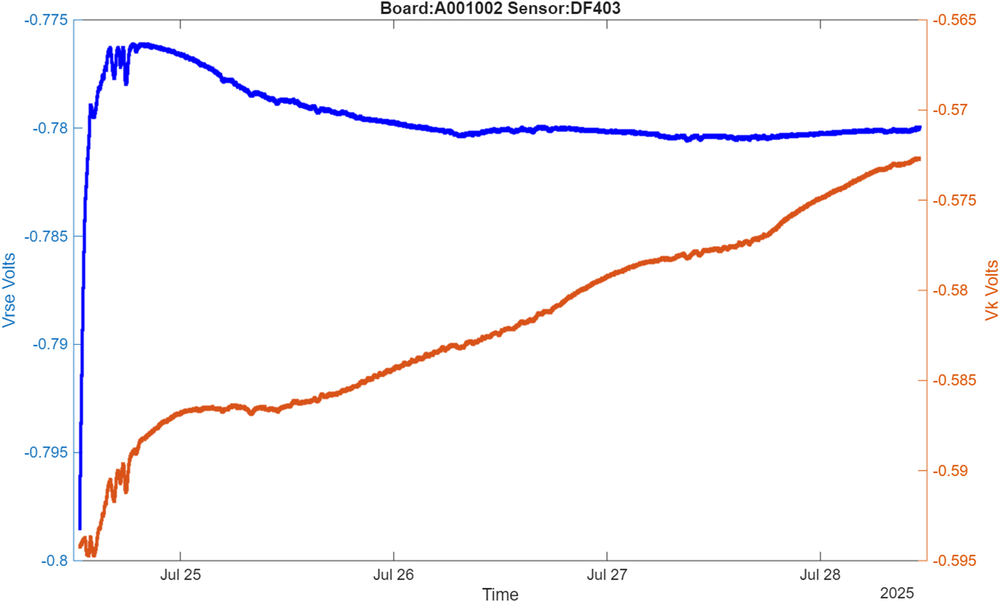 Board:A001002 Sensor:DF403
-0.775
-0.78
-0.785
-0.79
-0.795
-0.8
Vrse Volts
-0.565
-0.57
-0.575
-0.58
-0.585
-0.59
-0.595
Vk Volts
Jul 25
Jul 26
Jul 27
Jul 28
Time
2025